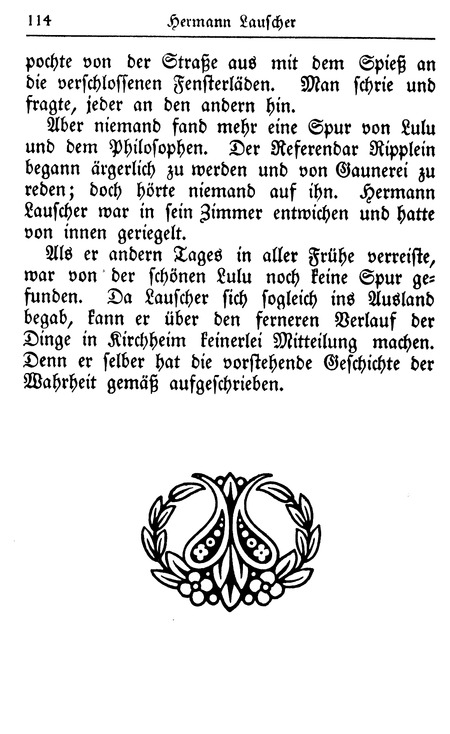 114 Hermann Lauscher
pochte von der Straße aus mit dem Spieß an
die verschlossenen Fensterläden. Man schrie und
fragte, jeder an den andern hin.
Aber niemand fand mehr eine Spur von Lulu
und dem Philosophen. Der Referendar Ripplein
begann ärgerlich zu werden und von Gaunerei zu
reden; doch hörte niemand auf ihn. Hermann
Lauscher war in sein Zimmer entwichen und hatte
von innen geriegelt.
Als er andern Tages in aller Frühe verreiste,
war von der schönen Lulu noch keine Spur ge-
funden. Da Lauscher sich sogleich ins Ausland
begab, kann er über den ferneren Verlauf der
Dinge in Kirchheim keinerlei Mitteilung machen.
Denn er selber hat die vorstehende Geschichte der
Wahrheit gemäß aufgeschrieben.